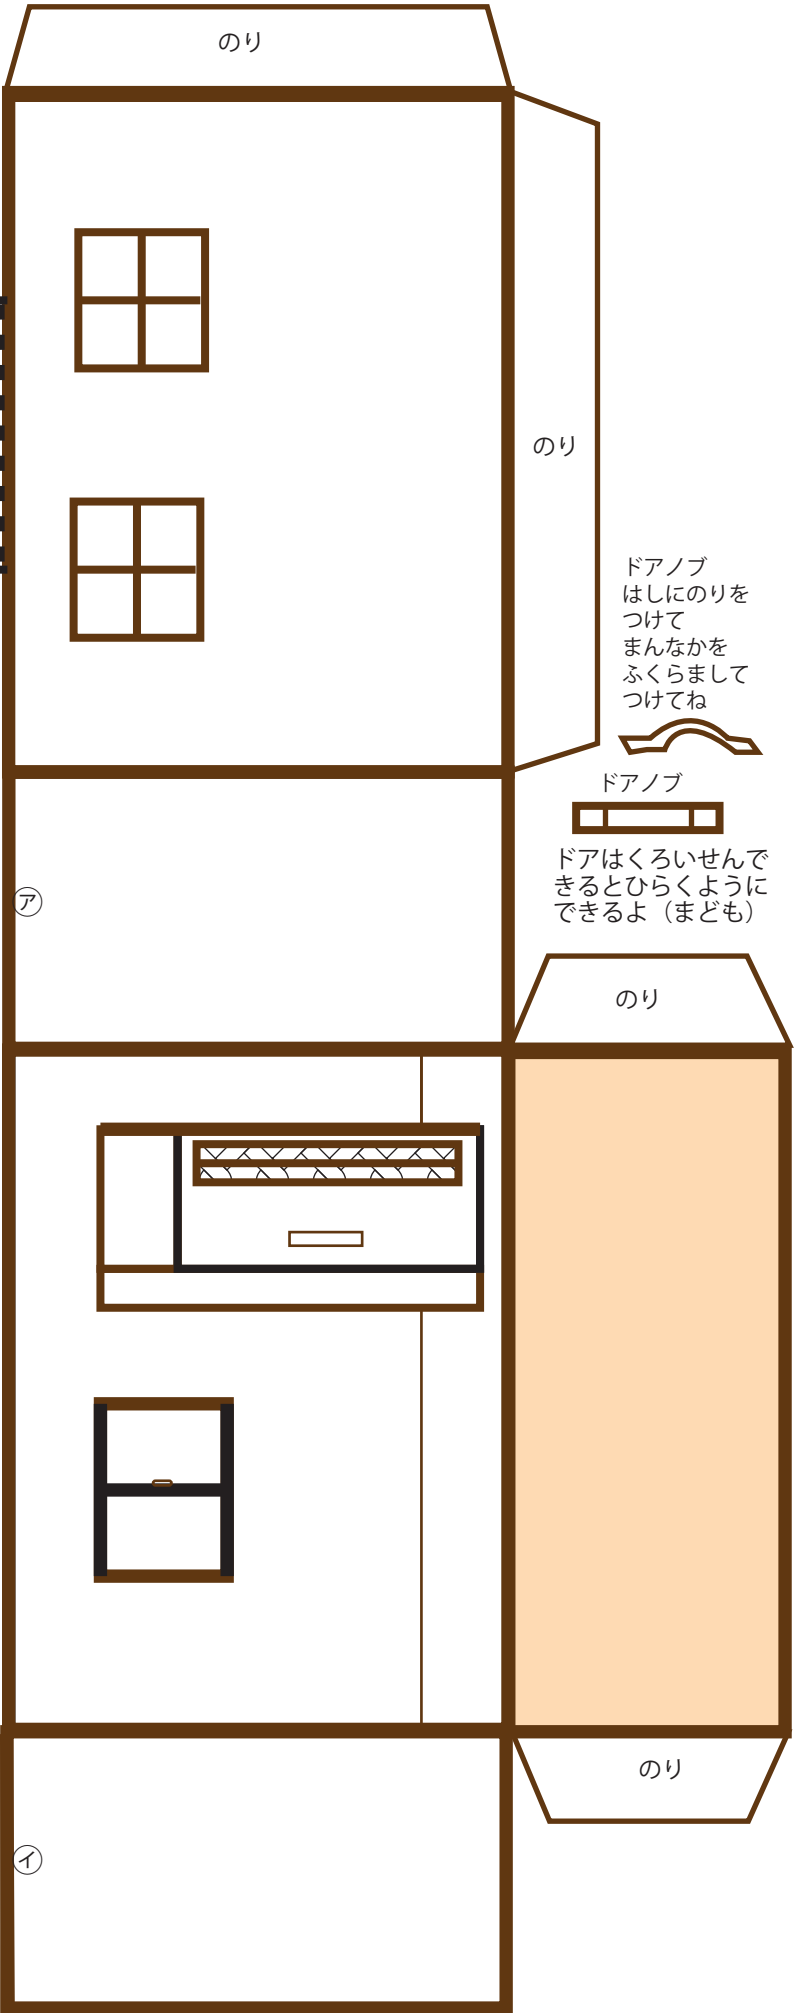 のり
のり
ドアノブ
はしにのりを
つけて
まんなかを
ふくらまして
つけてね
ドアノブ
ドアはくろいせんで
きるとひらくように
できるよ（まども）
㋐
のり
のり
㋑